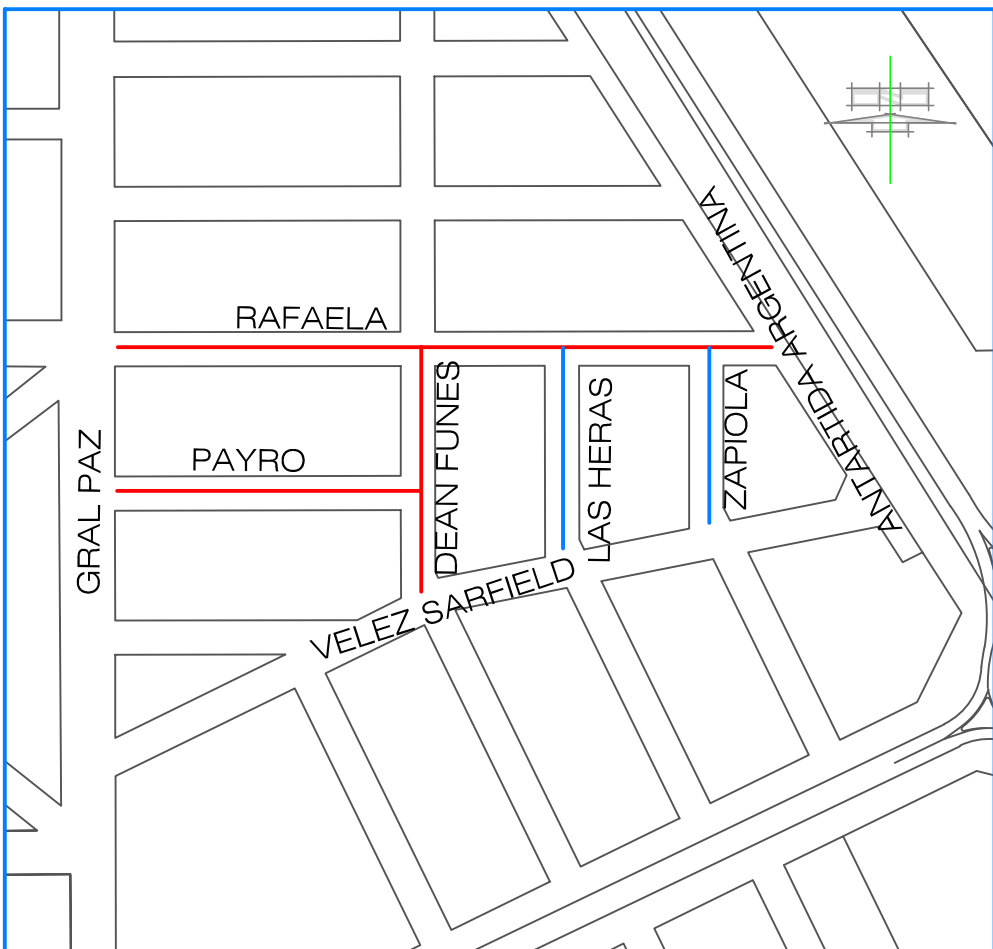 ANTARTIDA ARGENTINA
RAFAELA
DEAN FUNES
LAS HERAS
ZAPIOLA
GRAL PAZ
PAYRO
VELEZ SARFIELD